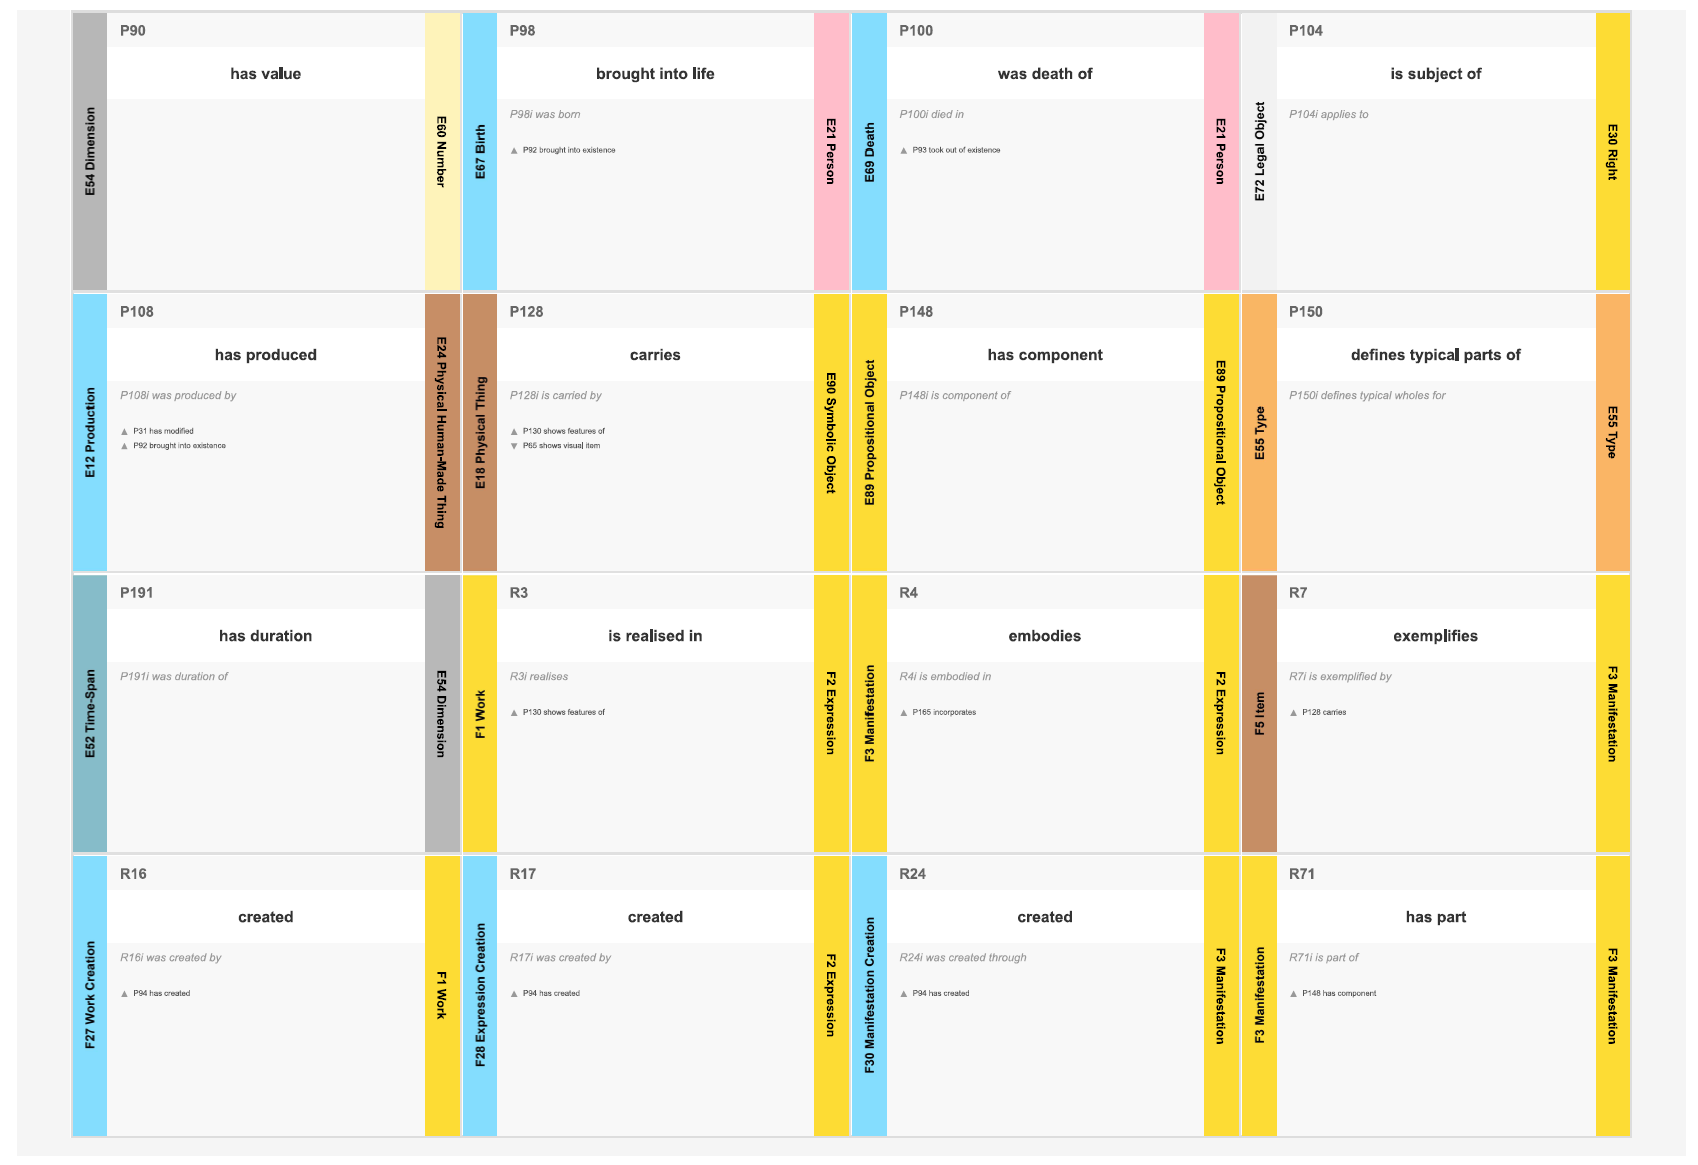 E54 Dimension
P90
has value
E60 Number
E67 Birth
P98
brought into life
P98i was born
▲ P92 brought into existence
E21 Person
E69 Death
P100
was death of
P100i died in
▲ P93 took out of existence
E21 Person
E72 Legal Object
P104
is subject of
P104i applies to
E30 Right
E12 Production
P108
has produced
P108i was produced by
▲ P31 has modified
▲ P92 brought into existence
E24 Physical Human-Made Thing
E18 Physical Thing
P128
carries
P128i is carried by
▲ P130 shows features of
▼ P65 shows visual item
E90 Symbolic Object
E89 Propositional Object
P148
has component
P148i is component of
E89 Propositional Object
E55 Type
P150
defines typical parts of
P150i defines typical wholes for
E55 Type
E52 Time-Span
P191
has duration
P191i was duration of
E54 Dimension
F1 Work
R3
is realised in
R3i realises
▲ P130 shows features of
F2 Expression
F3 Manifestation
R4
embodies
R4i is embodied in
▲ P165 incorporates
F2 Expression
F5 Item
R7
exemplifies
R7i is exemplified by
▲ P128 carries
F3 Manifestation
F27 Work Creation
R16
created
R16i was created by
▲ P94 has created
F1 Work
F28 Expression Creation
R17
created
R17i was created by
▲ P94 has created
F2 Expression
F30 Manifestation Creation
R24
created
R24i was created through
▲ P94 has created
F3 Manifestation
F3 Manifestation
R71
has part
R71i is part of
▲ P148 has component
F3 Manifestation